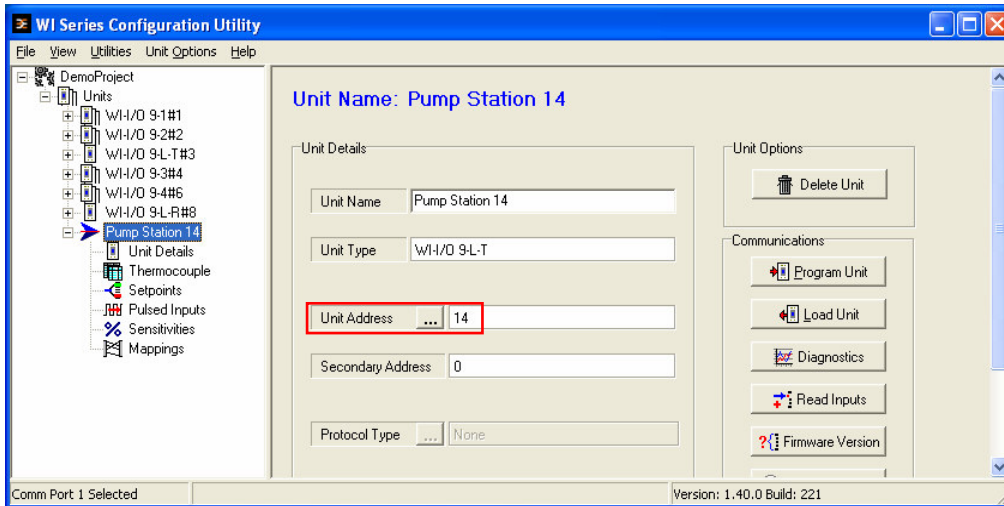 WI Series Configuration Utility
File View Utilities Unit Options Help
DemoProject
Units
WI-I/O 9-1#1
WI-I/O 9-2#2
WI-I/O 9-L-T#3
WI-I/O 9-3#4
WI-I/O 9-4#6
WI-I/O 9-L-R#8
Pump Station 14
Unit Details
Thermocouple
Setpoints
Pulsed Inputs
Sensitivities
Mappings
Unit Name: Pump Station 14
Unit Details
Unit Name Pump Station 14
Unit Type WI-I/O 9-L-T
Unit Address ... 14
Secondary Address 0
Protocol Type ... None
Unit Options
Delete Unit
Communications
Program Unit
Load Unit
Diagnostics
Read Inputs
Firmware Version
Comm Port 1 Selected
Version: 1.40.0 Build: 221